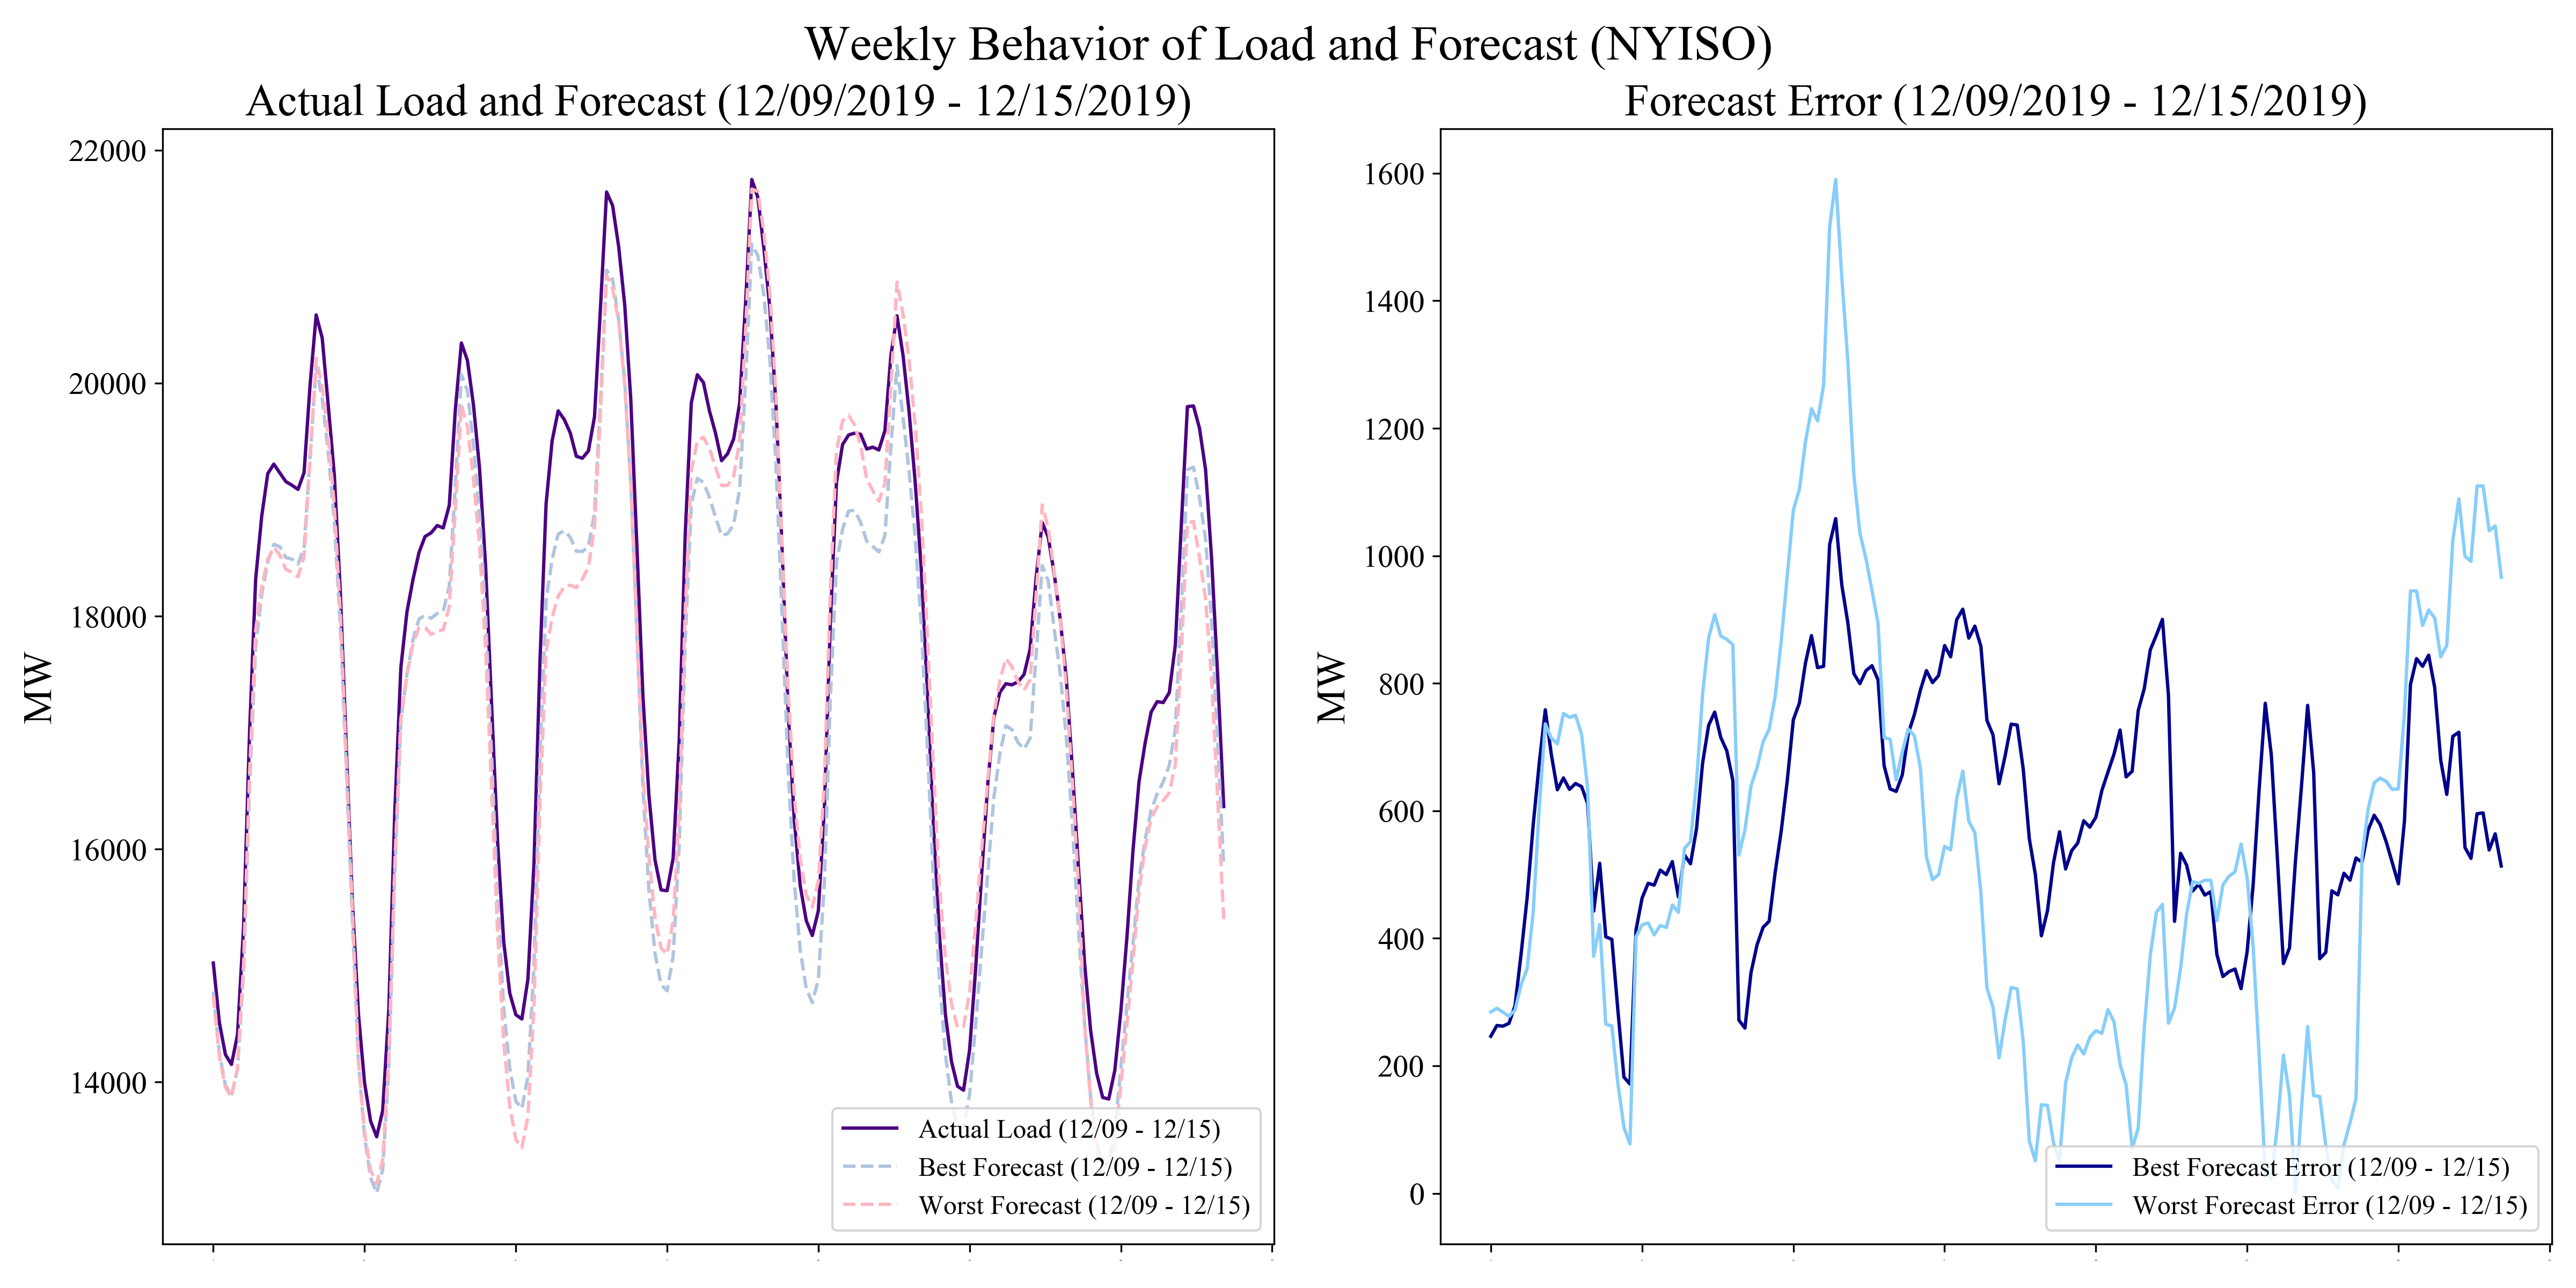 Weekly Behavior of Load and Forecast (NYISO)
Actual Load and Forecast (12/09/2019 - 12/15/2019)
22000
20000
18000
16000
14000
MW
Actual Load (12/09 - 12/15)
Best Forecast (12/09 - 12/15)
Worst Forecast (12/09 - 12/15)
Forecast Error (12/09/2019 - 12/15/2019)
1600
1400
1200
1000
800
600
400
200
0
MW
Best Forecast Error (12/09 - 12/15)
Worst Forecast Error (12/09 - 12/15)